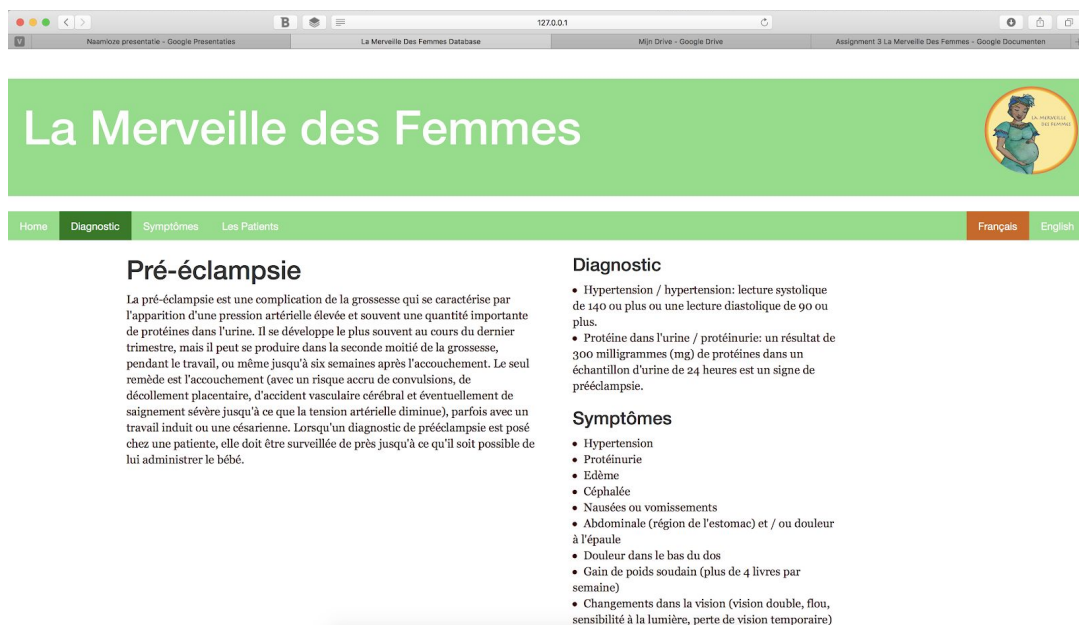 127.0.0.1
Naamloze presentatie - Google Presentaties
La Merveille Des Femmes Database
Mijn Drive - Google Drive
Assignment 3 La Merveille Des Femmes - Google Documenten
La Merveille des Femmes
LA MERVEILLE
DES FEMMES
Home Diagnostic Symptômes Les Patients Français English
Pré-éclampsie
La pré-éclampsie est une complication de la grossesse qui se caractérise par
l'apparition d'une pression artérielle élevée et souvent une quantité importante
de protéines dans l'urine. Il se développe le plus souvent au cours du dernier
trimestre, mais il peut se produire dans la seconde moitié de la grossesse,
pendant le travail, ou même jusqu'à six semaines après l'accouchement. Le seul
remède est l'accouchement (avec un risque accru de convulsions, de
décollement placentaire, d'accident vasculaire cérébral et éventuellement de
saignement sévère jusqu'à ce que la tension artérielle diminue), parfois avec un
travail induit ou une césarienne. Lorsqu'un diagnostic de prééclampsie est posé
chez une patiente, elle doit être surveillée de près jusqu'à ce qu'il soit possible de
lui administrer le bébé.
Diagnostic
• Hypertension / hypertension: lecture systolique
de 140 ou plus ou une lecture diastolique de 90 ou
plus.
• Protéine dans l'urine / protéinurie: un résultat de
300 milligrammes (mg) de protéines dans un
échantillon d'urine de 24 heures est un signe de
prééclampsie.
Symptômes
• Hypertension
• Protéinurie
• Edème
• Céphalée
• Nausées ou vomissements
• Abdominale (région de l'estomac) et / ou douleur
à l'épaule
• Douleur dans le bas du dos
• Gain de poids soudain (plus de 4 livres par
semaine)
• Changements dans la vision (vision double, flou,
sensibilité à la lumière, perte de vision temporaire)